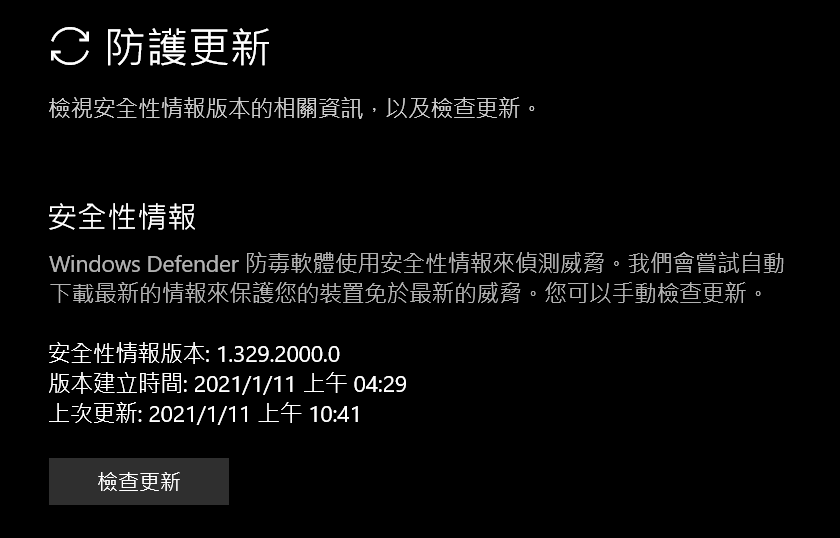 防護更新
檢視安全性情報版本的相關資訊，以及檢查更新。
安全性情報
Windows Defender 防毒軟體使用安全性情報來偵測威脅。我們會嘗試自動
下載最新的情報來保護您的裝置免於最新的威脅。您可以手動檢查更新。
安全性情報版本: 1.329.2000.0
版本建立時間: 2021/1/11 上午 04:29
上次更新: 2021/1/11 上午 10:41
檢查更新